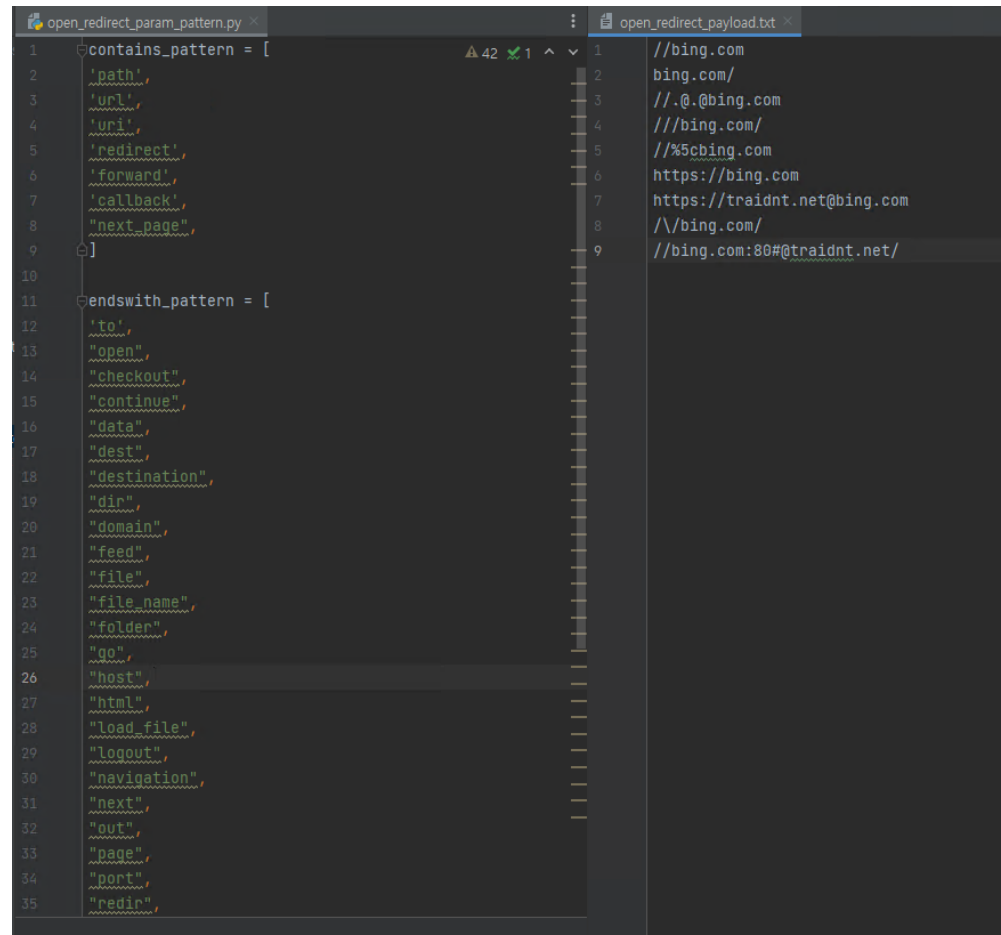 open_redirect_param_pattern.py
contains_pattern = [
42 1
1
2 'path',
3 'url',
4 'uri',
5 'redirect',
6 'forward',
7 'callback',
8 "next_page",
9 ]
10
11 endswith_pattern = [
12 'to',
13 "open",
14 "checkout",
15 "continue",
16 "data",
17 "dest",
18 "destination",
19 "dir",
20 "domain",
21 "feed",
22 "file",
23 "file_name",
24 "folder",
25 "go",
26 "host",
27 "html",
28 "load_file",
29 "logout",
30 "navigation",
31 "next",
32 "out",
33 "page",
34 "port",
35 "redir",
open_redirect_payload.txt
1 //bing.com
2 bing.com/
3 //.@.@bing.com
4 ///bing.com/
5 //%5cbing.com
6 https://bing.com
7 https://traidnt.net@bing.com
8 /\/bing.com/
9 //bing.com:80#@traidnt.net/